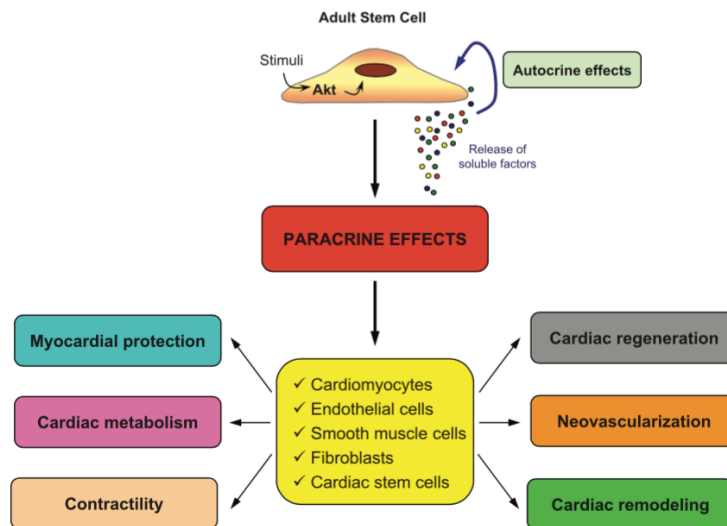 Adult Stem Cell
Stimuli
Akt
Autocrine effects
Release of
soluble factors
PARACRINE EFFECTS
Myocardial protection
Cardiac metabolism
Contractility
✓ Cardiomyocytes
✓ Endothelial cells
✓ Smooth muscle cells
✓ Fibroblasts
✓ Cardiac stem cells
Cardiac regeneration
Neovascularization
Cardiac remodeling